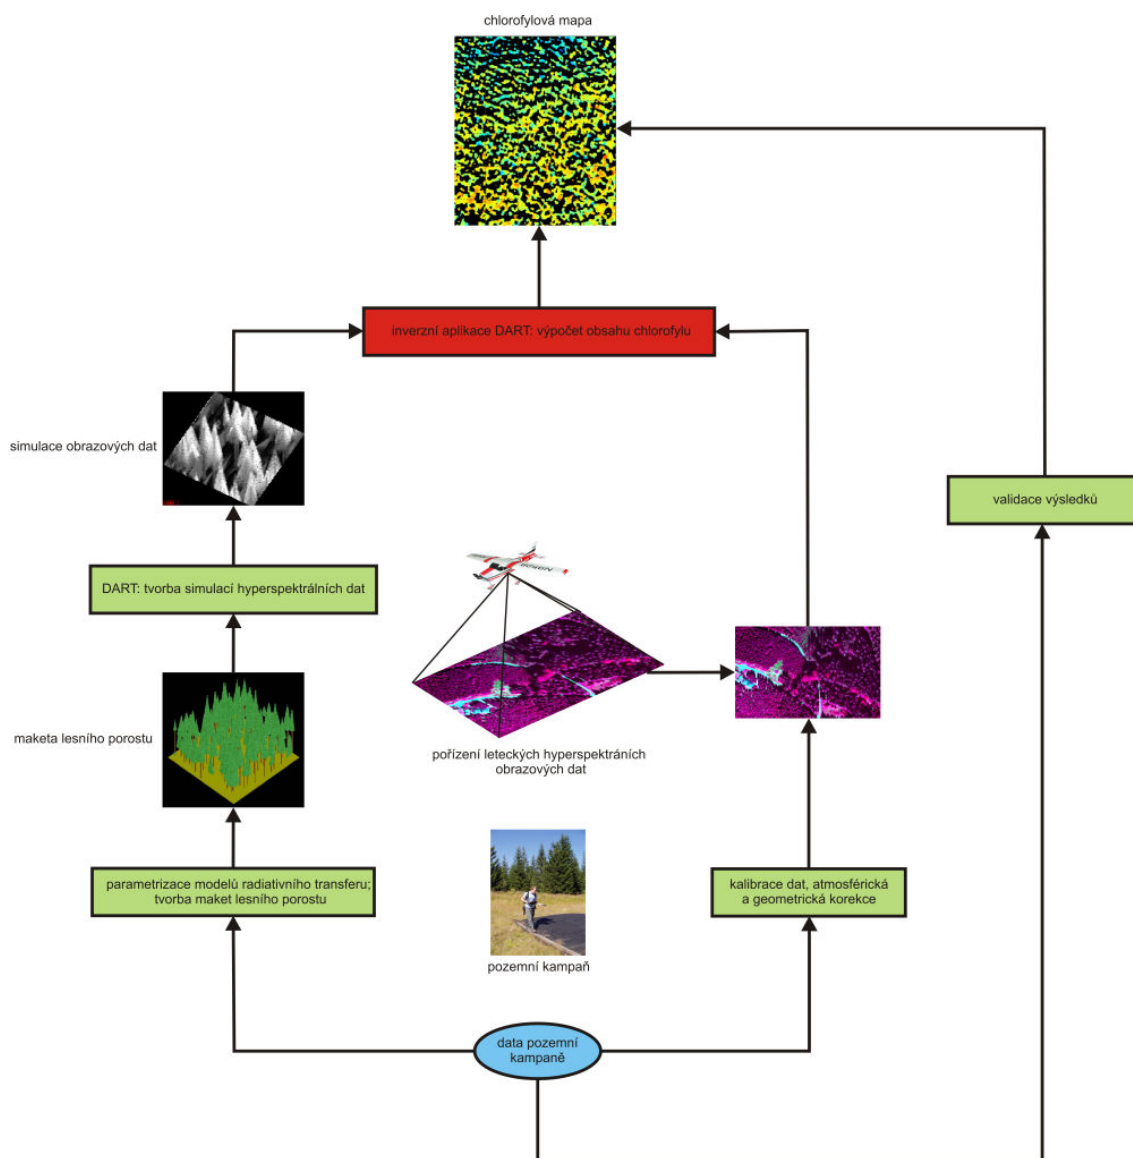 chlorofylová mapa
inverzní aplikace DART: výpočet obsahu chlorofylu
simulace obrazových dat
validace výsledků
DART: tvorba simulací hyperspektrálních dat
maketa lesního porostu
pořízení leteckých hyperspektráních
obrazových dat
parametrizace modelů radiativního transferu;
tvorba maket lesního porostu
kalibrace dat, atmosférická
a geometrická korekce
pozemní kampaň
data pozemní
kampaně